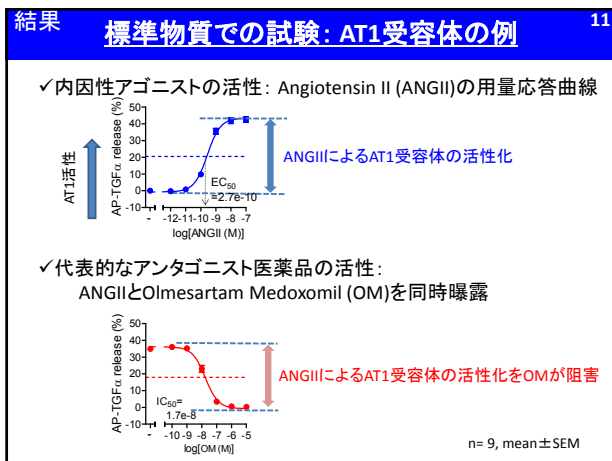 結果
標準物質での試験: AT1受容体の例
11
✓内因性アゴニストの活性: Angiotensin II (ANGII)の用量応答曲線
AT1活性
AP-TGFα release (%)
50
40
30
20
10
0
-10
EC50
=2.7e-10
- -12-11-10-9 -8 -7
log[ANGII (M)]
ANGIIによるAT1受容体の活性化
✓代表的なアンタゴニスト医薬品の活性:
ANGIIとOlmesartam Medoxomil (OM)を同時曝露
AP-TGFα release (%)
50
40
30
20
10
0
-10
IC50=
1.7e-8
- -10 -9 -8 -7 -6 -5
log[OM (M)]
ANGIIによるAT1受容体の活性化をOMが阻害
n= 9, mean±SEM